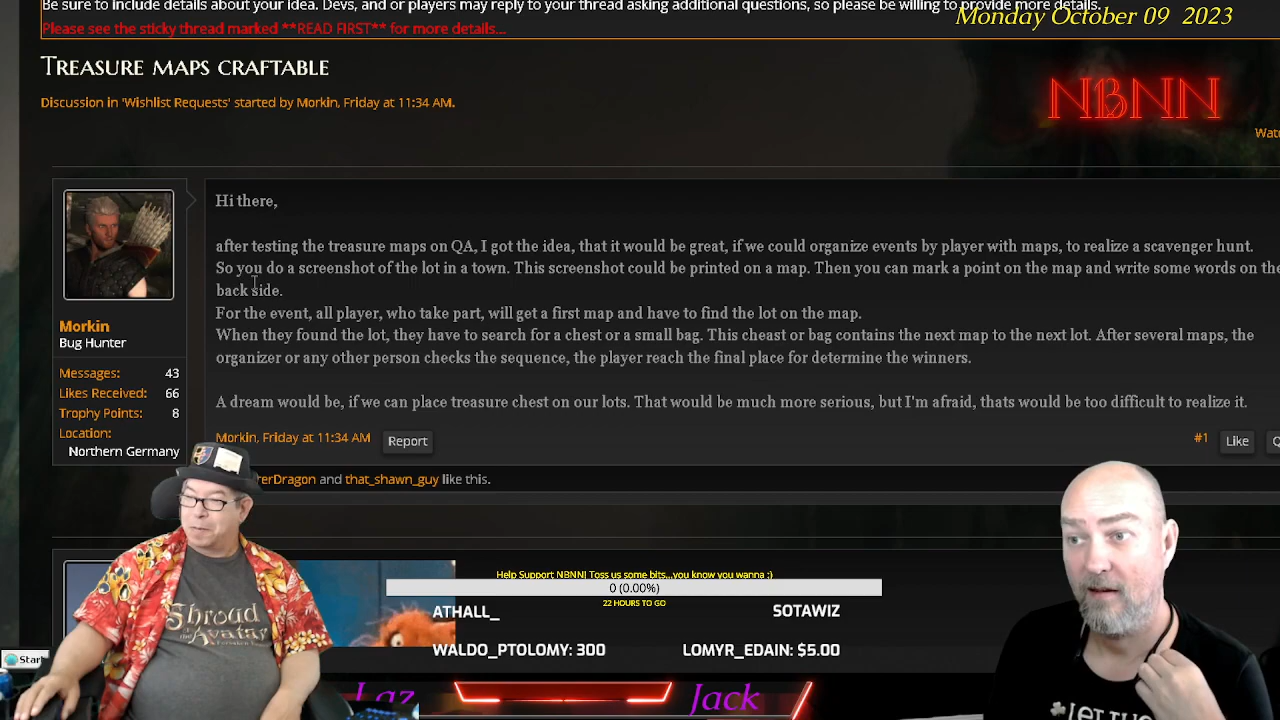 Be sure to include details about your idea. Devs, and or players may reply to your thread asking additional questions, so please be willing to provide more details.
Monday October 09 2023
Please see the sticky thread marked **READ FIRST** for more details...
Treasure maps craftable
NBNN
Discussion in 'Wishlist Requests' started by Morkin, Friday at 11:34 AM.
Hi there,
after testing the treasure maps on QA, I got the idea, that it would be great, if we could organize events by player with maps, to realize a scavenger hunt.
So you do a screenshot of the lot in a town. This screenshot could be printed on a map. Then you can mark a point on the map and write some words on the
back side.
For the event, all player, who take part, will get a first map and have to find the lot on the map.
When they found the lot, they have to search for a chest or a small bag. This cheast or bag contains the next map to the next lot. After several maps, the
organizer or any other person checks the sequence, the player reach the final place for determine the winners.
A dream would be, if we can place treasure chest on our lots. That would be much more serious, but I'm afraid, thats would be too difficult to realize it.
Morkin
Bug Hunter
Messages: 43
Likes Received: 66
Trophy Points: 8
Location:
Northern Germany
Morkin, Friday at 11:34 AM Report #1 Like
and that_shawn_guy like this.
Help Support NBNN! Toss us some bits...you know you wanna :)
0 (0.00%)
22 HOURS TO GO
ATHALL_ SOTAWIZ
WALDO_PTOLOMY: 300 LOMYR_EDAIN: $5.00
Shroud
of the Avatar
Start
Laz Jack